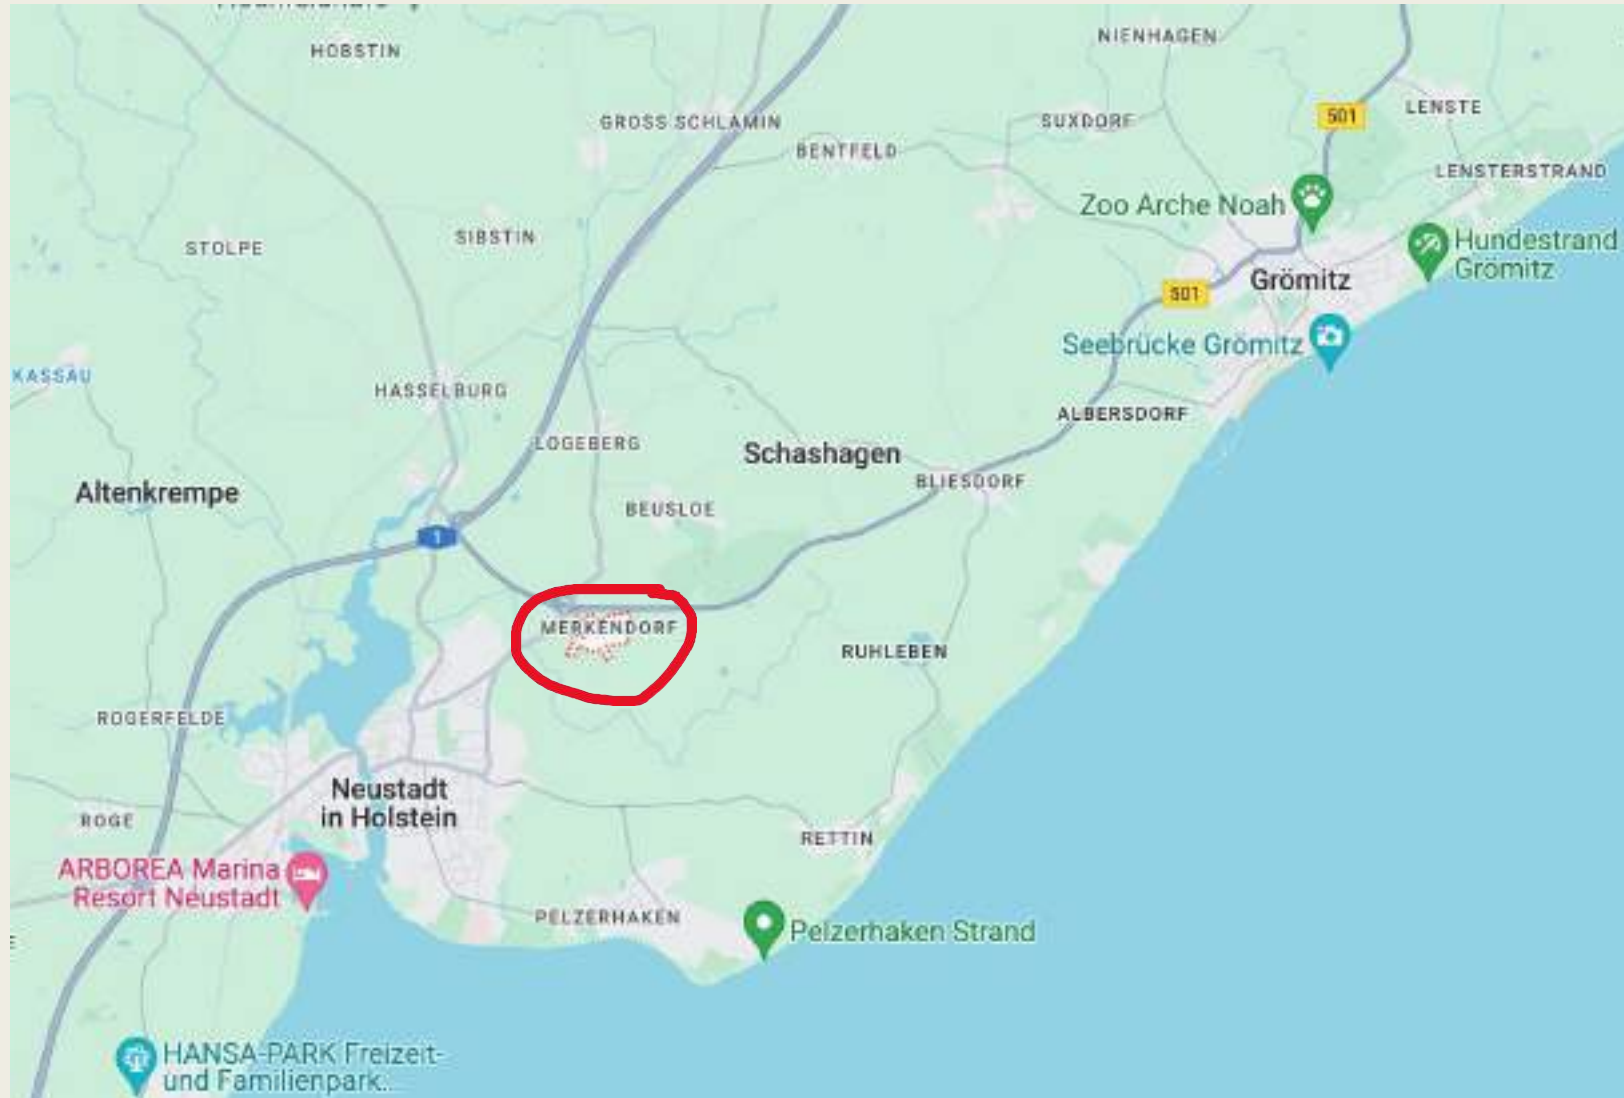 HOBSTIN
NIENHAGEN
GROSS SCHLAMIN
SUXDORF
501
LENSTE
BENTFELD
LENSTERSTRAND
Zoo Arche Noah
STOLPE
SIBSTIN
Hundestrand
Grömitz
Grömitz
501
Seebrücke Grömitz
KASSAU
HASSELBURG
ALBERSDORF
LOGEBERG
Schashagen
BLIESDORF
Altenkrempe
BEUSLOE
1
MERKENDORF
RUHLEBEN
ROGERFELDE
Neustadt
in Holstein
ROGE
RETTIN
ARBOREA Marina
Resort Neustadt
PELZERHAKEN
Pelzerhaken Strand
HANSA-PARK Freizeit-
und Familienpark...